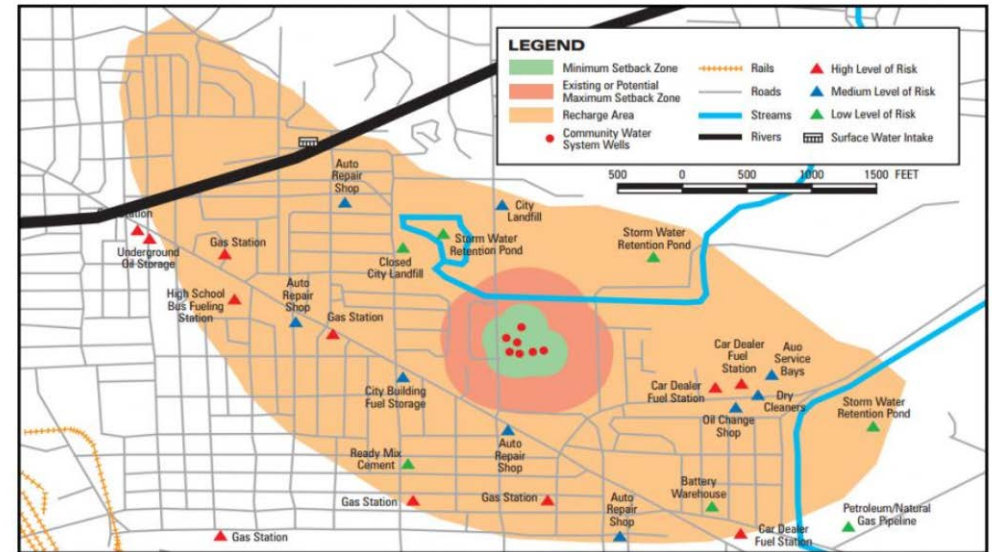 LEGEND
Minimum Setback Zone
Existing or Potential
Maximum Setback Zone
Recharge Area
Community Water
System Wells
Rails
Roads
Streams
Rivers
High Level of Risk
Medium Level of Risk
Low Level of Risk
Surface Water Intake
500 0 500 1000 1500 FEET
Auto
Repair
Shop
City
Landfill
Underground
Oil Storage
Gas Station
Closed
City Landfill
Storm Water
Retention Pond
Storm Water
Retention Pond
High School
Bus Fueling
Station
Auto
Repair
Shop
Gas Station
City Building
Fuel Storage
Car Dealer
Fuel Station
Car Dealer
Fuel
Station
Auo
Service
Bays
Dry
Cleaners
Oil Change
Shop
Storm Water
Retention Pond
Auto
Repair
Shop
Ready Mix
Cement
Gas Station
Gas Station
Auto
Repair
Shop
Battery
Warehouse
Car Dealer
Fuel Station
Petroleum/Natural
Gas Pipeline
Gas Station